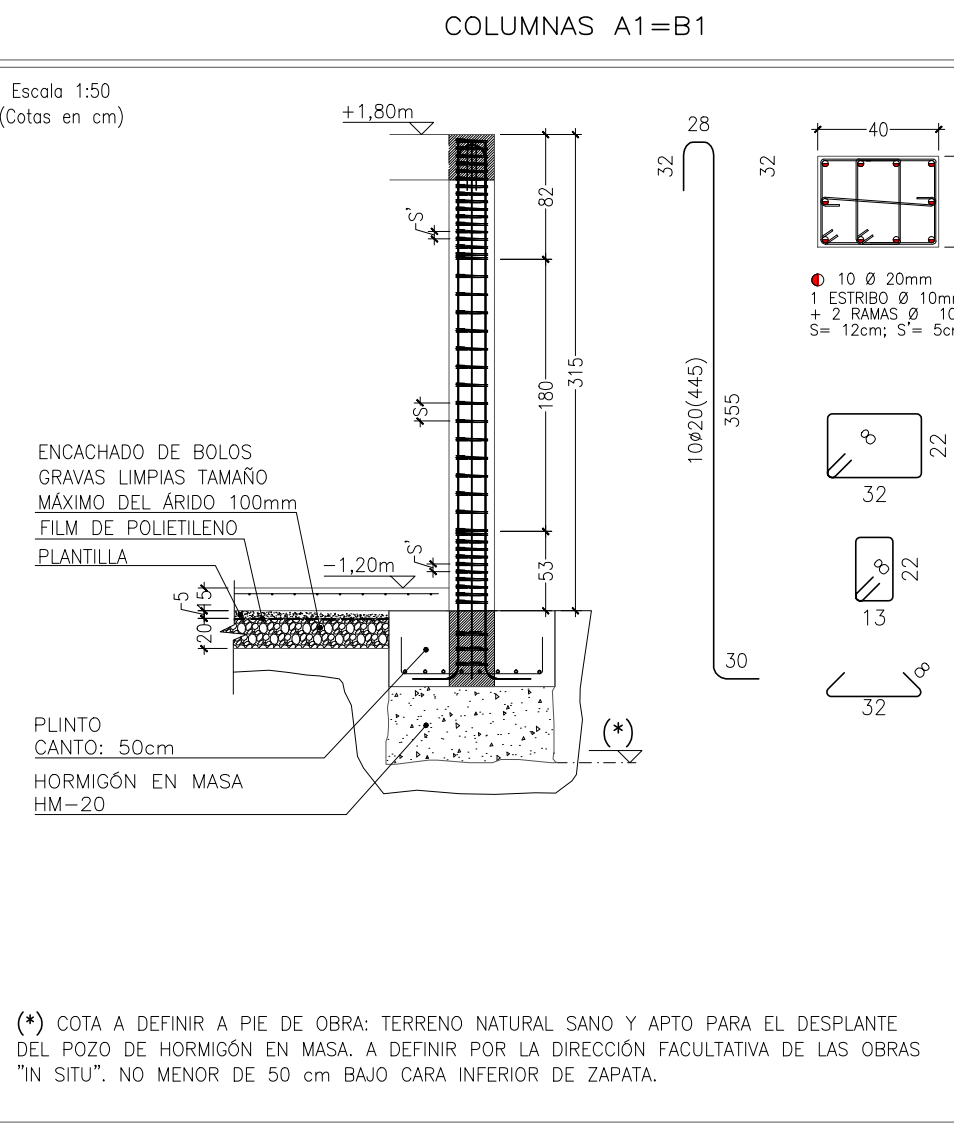 COLUMNAS A1=B1
Escala 1:50
(Cotas en cm)
+1,80m
S'
82
180
315
S
S'
53
-1,20m
ENCACHADO DE BOLOS
GRAVAS LIMPIAS TAMAÑO
MÁXIMO DEL ÁRIDO 100mm
FILM DE POLIETILENO
PLANTILLA
5
15
20
PLINTO
CANTO: 50cm
HORMIGÓN EN MASA
HM-20
(*)
28
32
32
10ø20(445)
355
30
40
10 Ø 20mm
1 ESTRIBO Ø 10m
+ 2 RAMAS Ø 10
S= 12cm; S'= 5c
8
22
32
8
22
13
8
32
(*) COTA A DEFINIR A PIE DE OBRA: TERRENO NATURAL SANO Y APTO PARA EL DESPLANTE
DEL POZO DE HORMIGÓN EN MASA. A DEFINIR POR LA DIRECCIÓN FACULTATIVA DE LAS OBRAS
"IN SITU". NO MENOR DE 50 cm BAJO CARA INFERIOR DE ZAPATA.